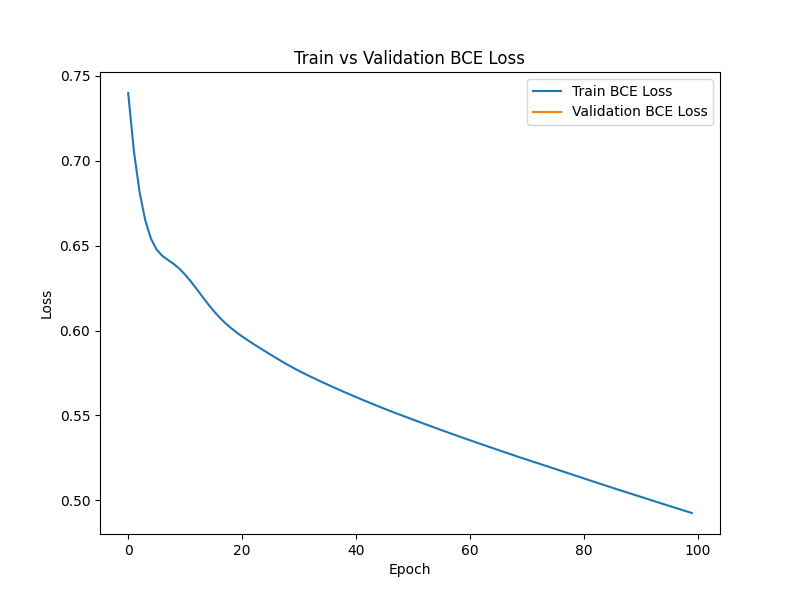 Train vs Validation BCE Loss
Train BCE Loss
Validation BCE Loss
0.75
0.70
0.65
0.60
0.55
0.50
Loss
0 20 40 60 80 100
Epoch